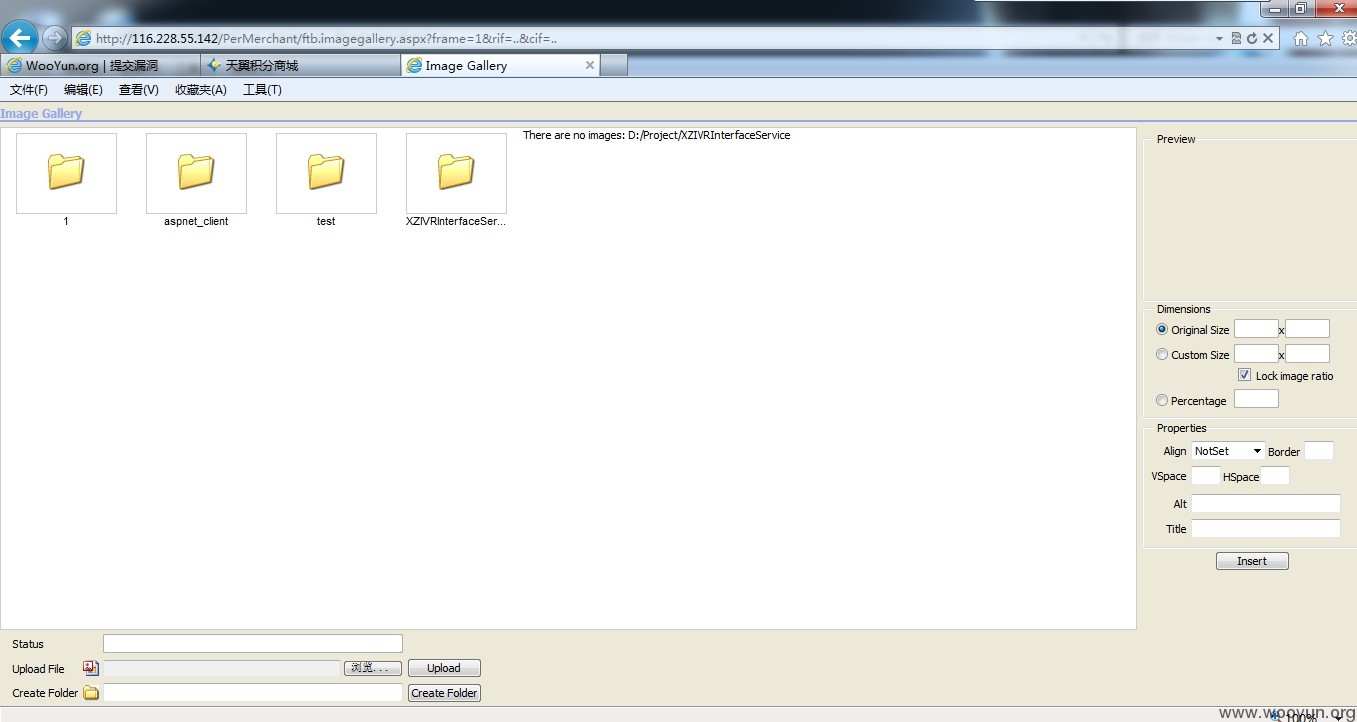 http://116.228.55.142/PerMerchant/ftb.imagegallery.aspx?frame=1&rif=..&cif=..
WooYun.org | 提交漏洞
天翼积分商城
Image Gallery
文件(F) 编辑(E) 查看(V) 收藏夹(A) 工具(T)
Image Gallery
There are no images: D:/Project/XZIVRInterfaceService
1
aspnet_client
test
XZIVRInterfaceSer...
Preview
Dimensions
Original Size x
Custom Size x
Lock image ratio
Percentage
Properties
Align NotSet Border
VSpace HSpace
Alt
Title
Insert
Status
Upload File 浏览... Upload
Create Folder Create Folder
100%
www.wooyun.org